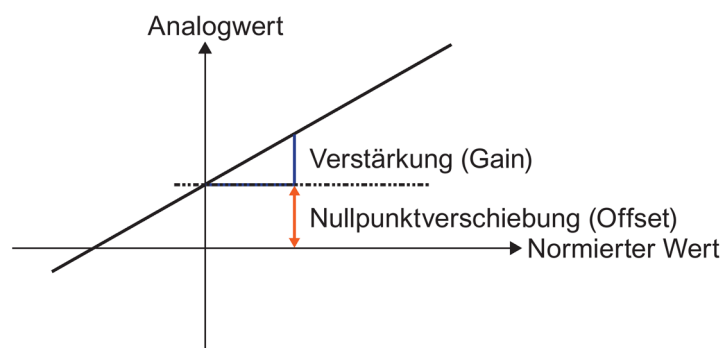 Analogwert
Verstärkung (Gain)
Nullpunktverschiebung (Offset)
Normierter Wert